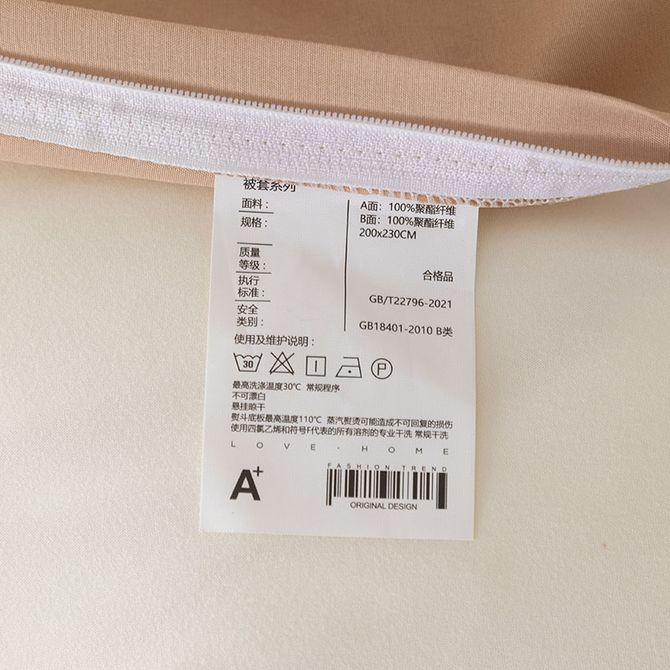 被套系列
面料： A面：100%聚酯纤维
B面：100%聚酯纤维
规格： 200x230CM
质量
等级： 合格品
执行
标准： GB/T22796-2021
安全
类别： GB18401-2010 B类
使用及维护说明：
30 P
最高洗涤温度30℃ 常规程序
不可漂白
悬挂晾干
熨斗底板最高温度110℃ 蒸汽熨烫可能造成不可回复的损伤
使用四氯乙烯和符号F代表的所有溶剂的专业干洗 常规干洗
LOVE·HOME
A+
FASHION TREND
ORIGINAL DESIGN